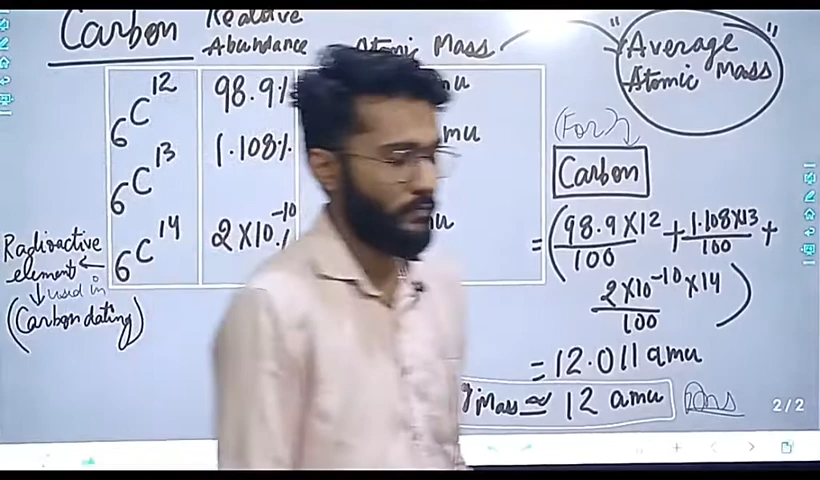 Carbon
Relative
Abundance
Atomic Mass
"Average
Atomic Mass"
₆C¹² 98.9%
₆C¹³ 1.108% mu
₆C¹⁴ 2×10⁻¹⁰%
Radioactive
element ←
↓ used in
(Carbon dating)
(For)
Carbon
= (98.9×12/100 + 1.108×13/100 +
2×10⁻¹⁰×14/100)
= 12.011 amu
Mass ≃ 12 amu Ans
2/2